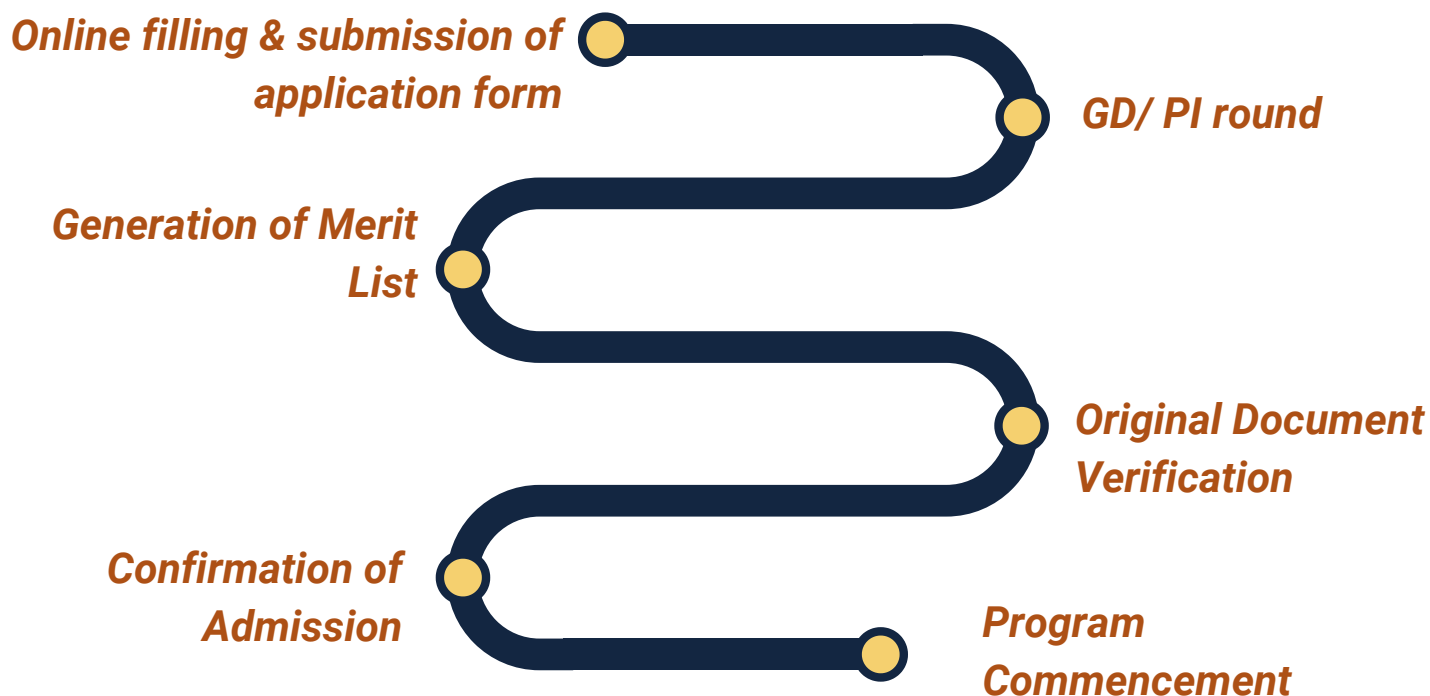 Online filling & submission of
application form
GD/ PI round
Generation of Merit
List
Original Document
Verification
Confirmation of
Admission
Program
Commencement